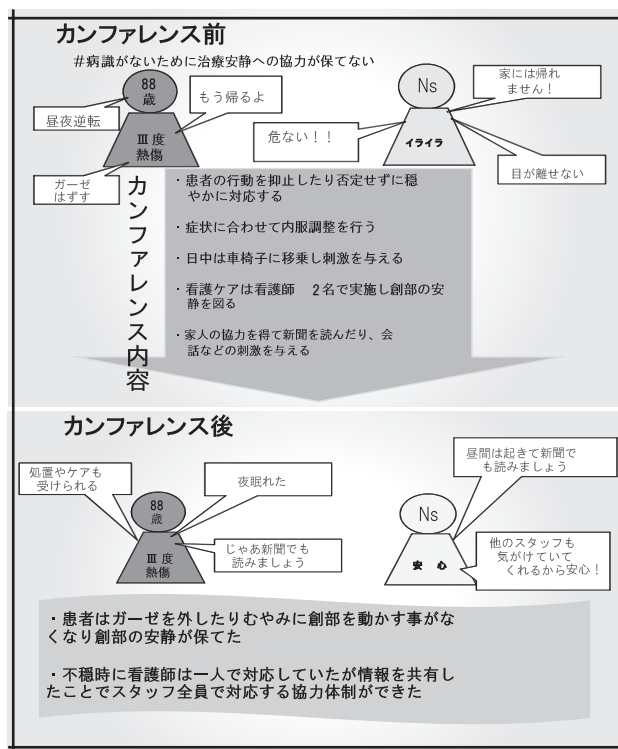 カンファレンス前
＃病識がないために治療安静への協力が保てない
88
歳
Ⅲ度
熱傷
昼夜逆転
もう帰るよ
ガーゼ
はずす
Ns
イライラ
家には帰れ
ません！
危ない！！
目が離せない
カンファレンス内容
・患者の行動を抑止したり否定せずに穏
やかに対応する
・症状に合わせて内服調整を行う
・日中は車椅子に移乗し刺激を与える
・看護ケアは看護師　2名で実施し創部の安
静を図る
・家人の協力を得て新聞を読んだり、会
話などの刺激を与える
カンファレンス後
処置やケアも
受けられる
夜眠れた
88
歳
Ⅲ度
熱傷
じゃあ新聞でも
読みましょう
昼間は起きて新聞で
も読みましょう
Ns
安　心
他のスタッフも
気がけていて
くれるから安心！
・患者はガーゼを外したりむやみに創部を動かす事がな
くなり創部の安静が保てた
・不穏時に看護師は一人で対応していたが情報を共有し
たことでスタッフ全員で対応する協力体制ができた